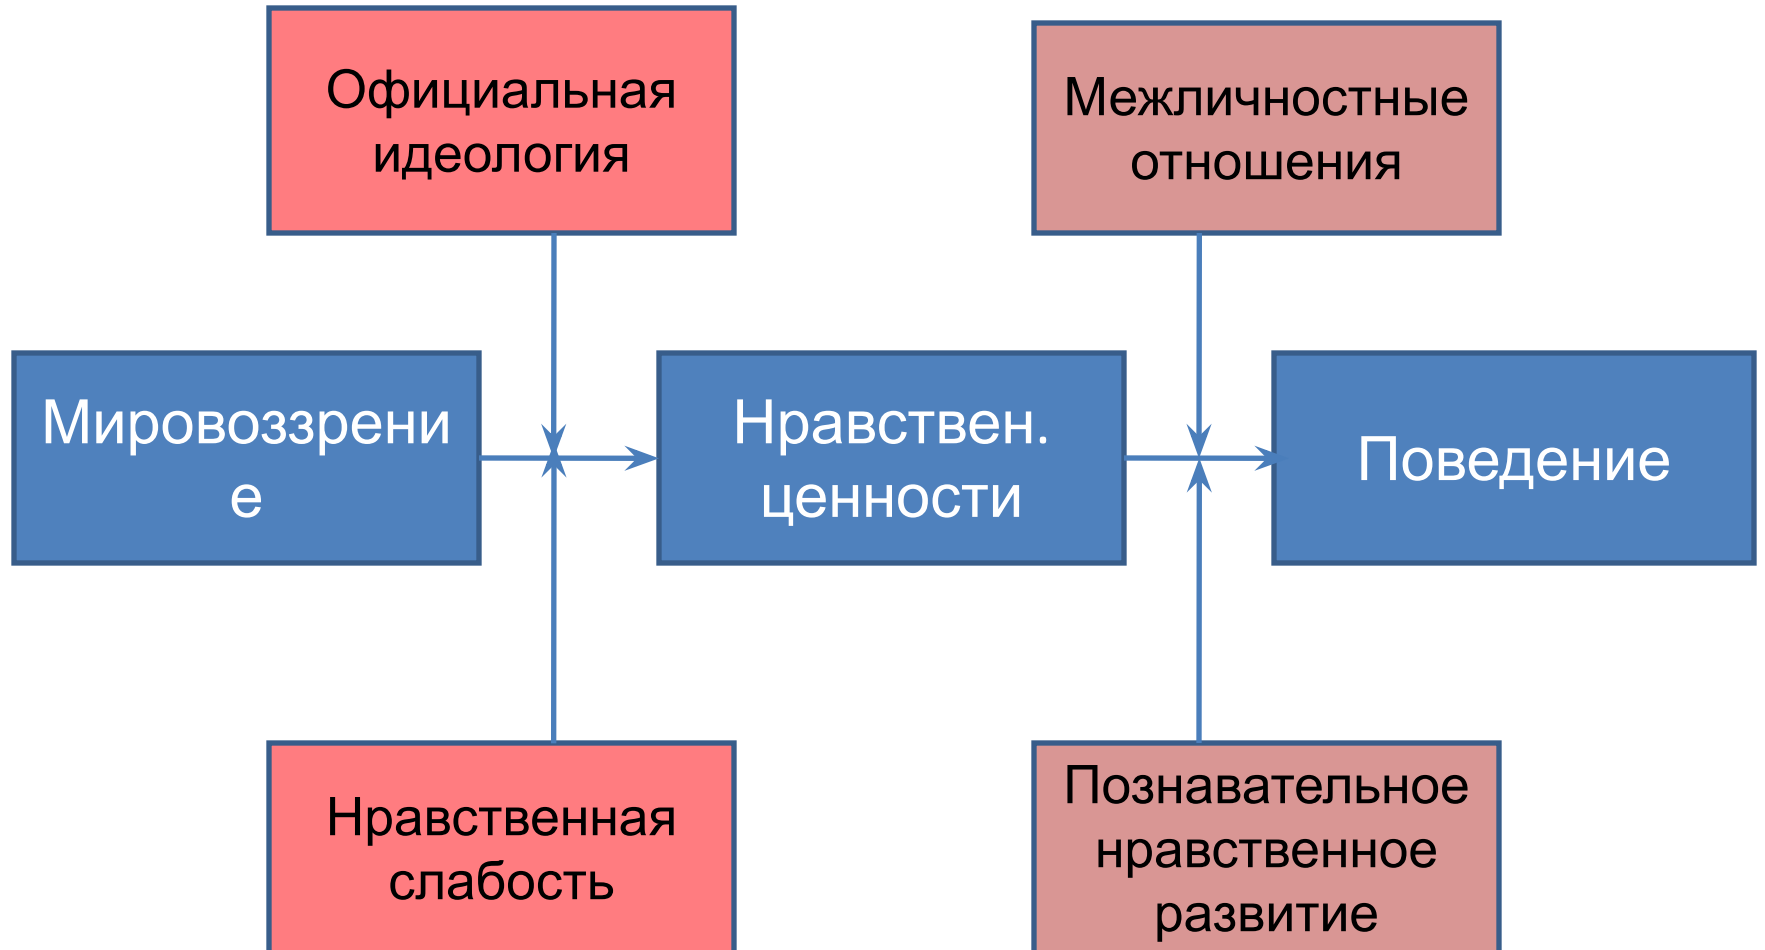 Официальная
идеология
Межличностные
отношения
Мировоззрени
е
Нравствен.
ценности
Поведение
Нравственная
слабость
Познавательное
нравственное
развитие